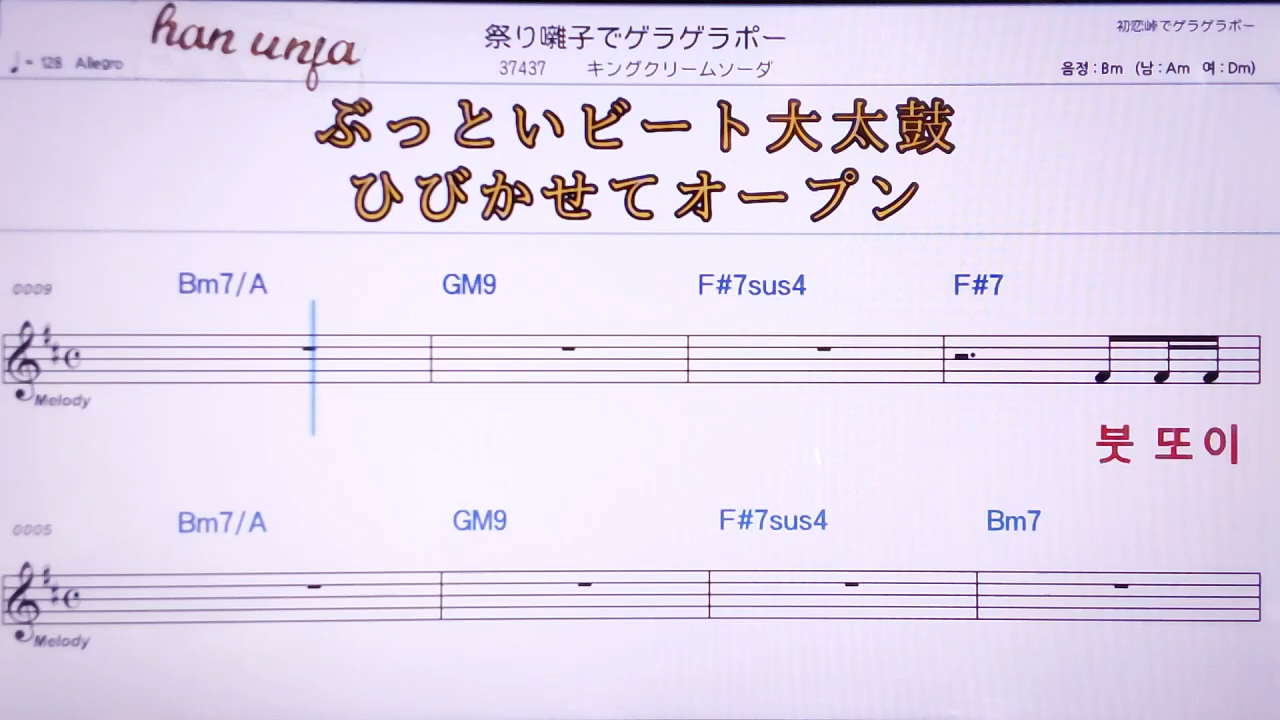 han unfa
祭り囃子でゲラゲラポー
初恋峠でゲラゲラポー
♩= 128 Allegro
37437 キングクリームソーダ
음정 : Bm (남 : Am 여 : Dm)
ぶっといビート大太鼓
ひびかせてオープン
0009 Bm7/A GM9 F#7sus4 F#7
Melody
붓 또이
0005 Bm7/A GM9 F#7sus4 Bm7
Melody